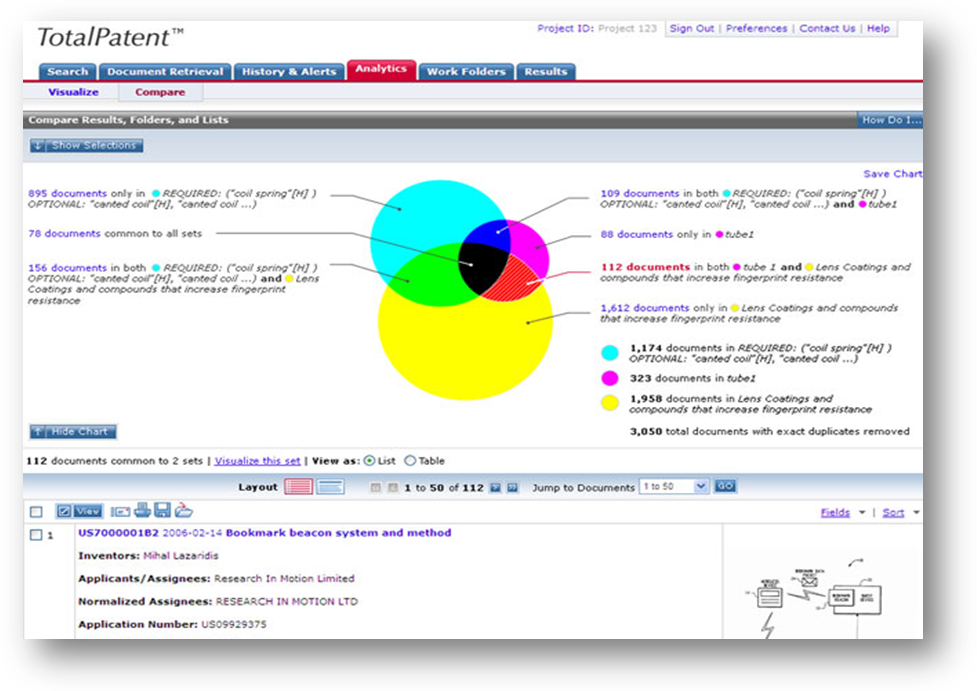 TotalPatent™
Project ID: Project 123 Sign Out | Preferences | Contact Us | Help
Search Document Retrieval History & Alerts Analytics Work Folders Results
Visualize Compare
Compare Results, Folders, and Lists How Do I...
Show Selections
Save Chart
895 documents only in REQUIRED: ("coil spring"[H] )
OPTIONAL: "canted coil"[H], "canted coil ...)
78 documents common to all sets
156 documents in both REQUIRED: ("coil spring"[H] )
OPTIONAL: "canted coil"[H], "canted coil ...) and Lens
Coatings and compounds that increase fingerprint
resistance
109 documents in both REQUIRED: ("coil spring"[H] )
OPTIONAL: "canted coil"[H], "canted coil ...) and tube1
88 documents only in tube1
112 documents in both tube 1 and Lens Coatings and
compounds that increase fingerprint resistance
1,612 documents only in Lens Coatings and compounds
that increase fingerprint resistance
1,174 documents in REQUIRED: ("coil spring"[H] )
OPTIONAL: "canted coil"[H], "canted coil ...)
323 documents in tube1
1,958 documents in Lens Coatings and
compounds that increase fingerprint resistance
3,050 total documents with exact duplicates removed
Hide Chart
112 documents common to 2 sets | Visualize this set | View as: List Table
Layout 1 to 50 of 112 Jump to Documents 1 to 50 GO
View Fields | Sort
1 US7000001B2 2006-02-14 Bookmark beacon system and method
Inventors: Mihal Lazaridis
Applicants/Assignees: Research In Motion Limited
Normalized Assignees: RESEARCH IN MOTION LTD
Application Number: US09929375